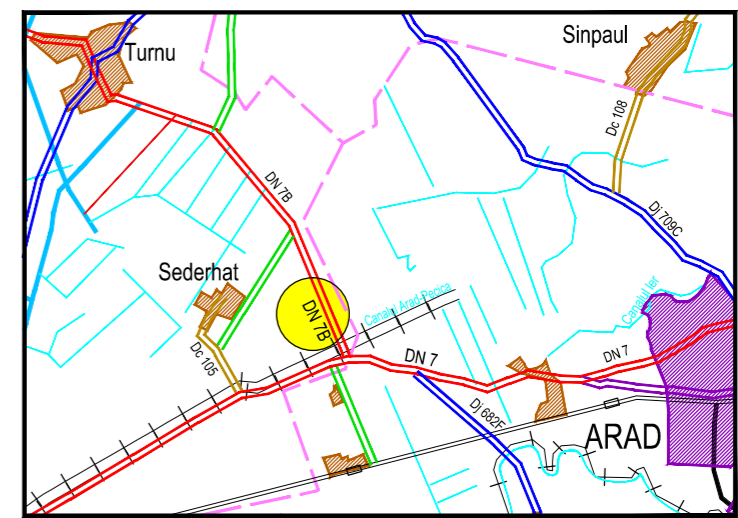 Sinpaul
Turnu
Dc 108
DN 7B
Dj 709C
Sederhat
Canalul Ier
DN 7B
Canalul Arad-Pecica
Dc 105
DN 7
DN 7
Dj 682F
ARAD